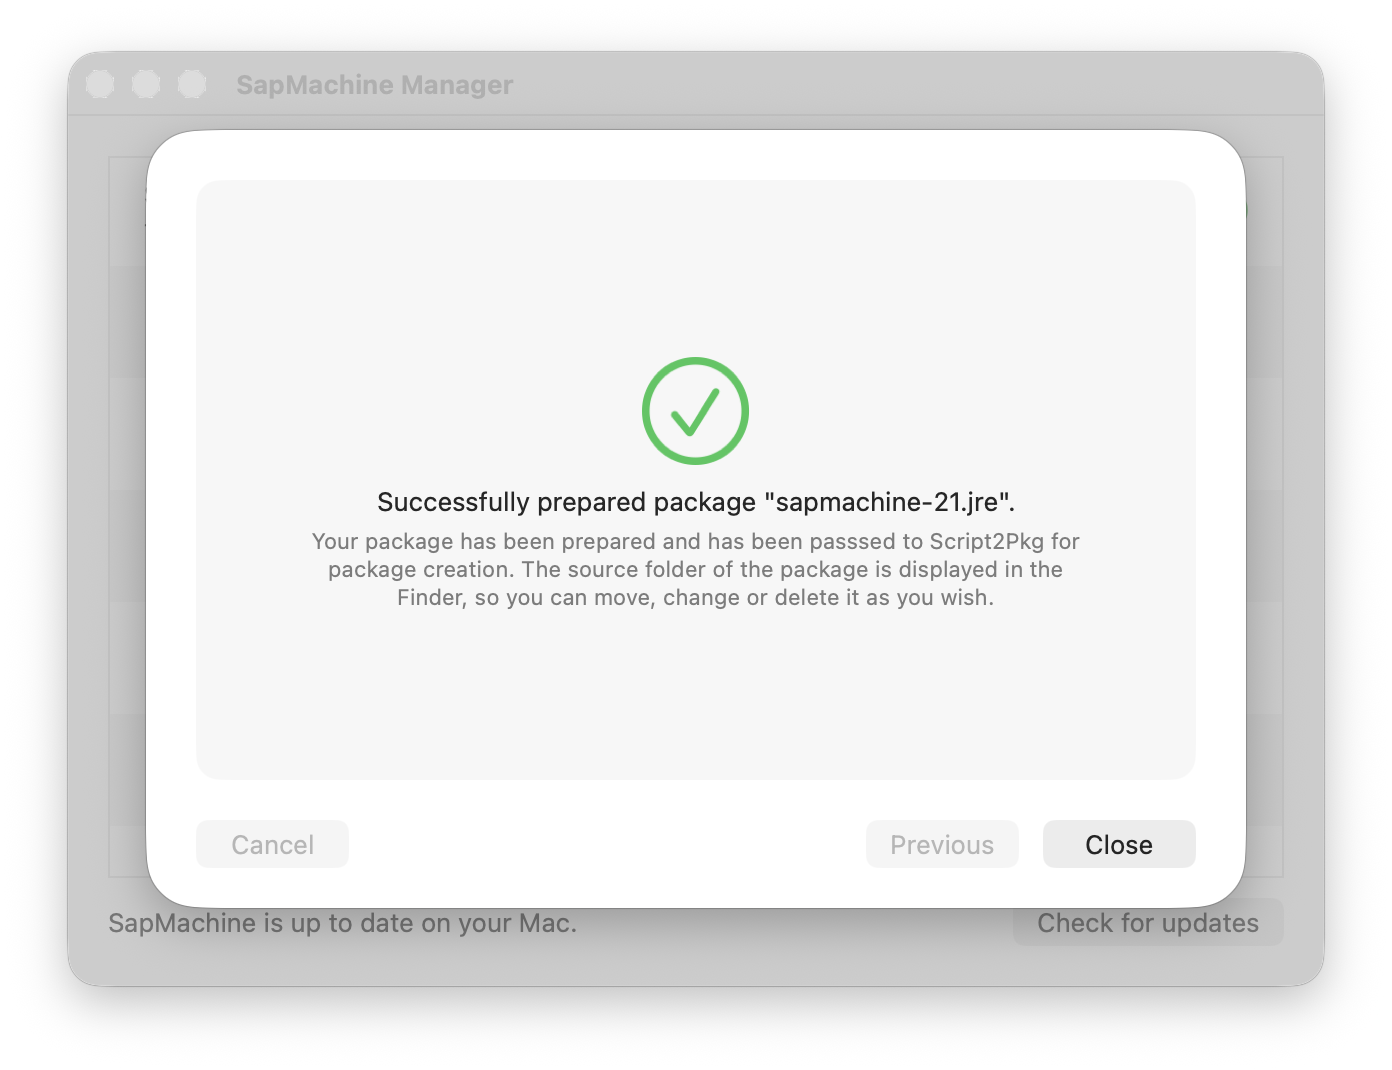 SapMachine Manager
Successfully prepared package "sapmachine-21.jre".
Your package has been prepared and has been passsed to Script2Pkg for
package creation. The source folder of the package is displayed in the
Finder, so you can move, change or delete it as you wish.
Cancel
Previous
Close
SapMachine is up to date on your Mac.
Check for updates